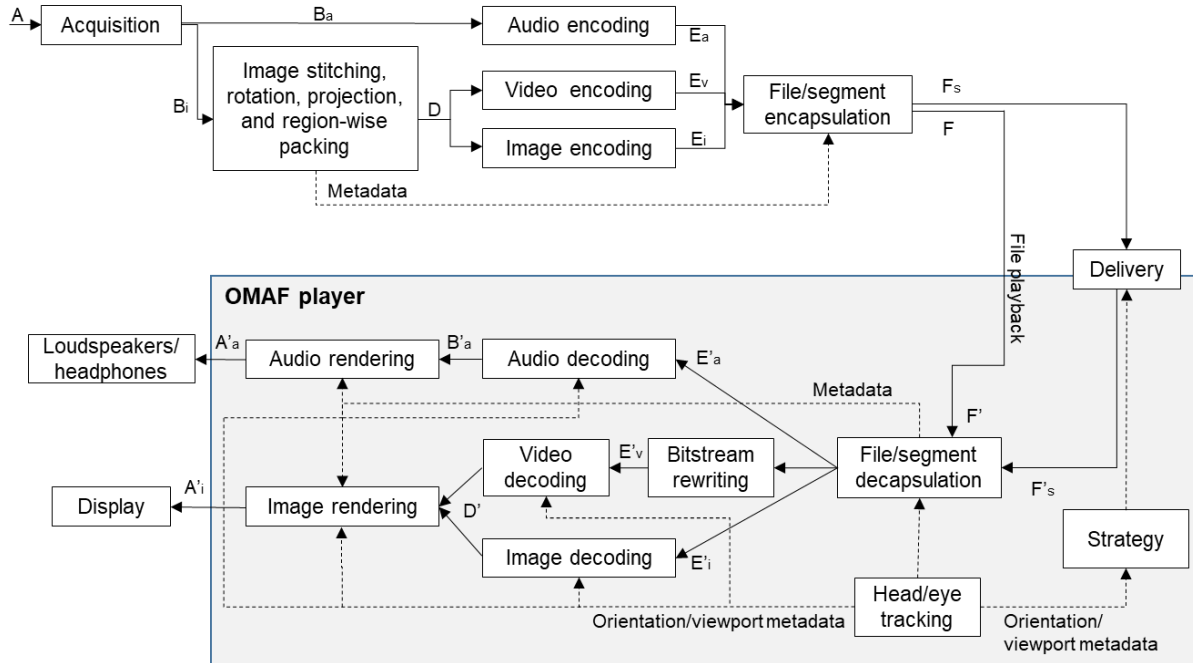 A
Acquisition
Ba
Audio encoding
Ea
Bi
Image stitching,
rotation, projection,
and region-wise
packing
D
Video encoding
Ev
Image encoding
Ei
File/segment
encapsulation
Fs
F
Metadata
File playback
Delivery
OMAF player
Loudspeakers/
headphones
A'a
Audio rendering
B'a
Audio decoding
E'a
Metadata
F'
Display
A'i
Image rendering
D'
Video
decoding
E'v
Bitstream
rewriting
File/segment
decapsulation
F's
Image decoding
E'i
Strategy
Head/eye
tracking
Orientation/viewport metadata
Orientation/
viewport metadata